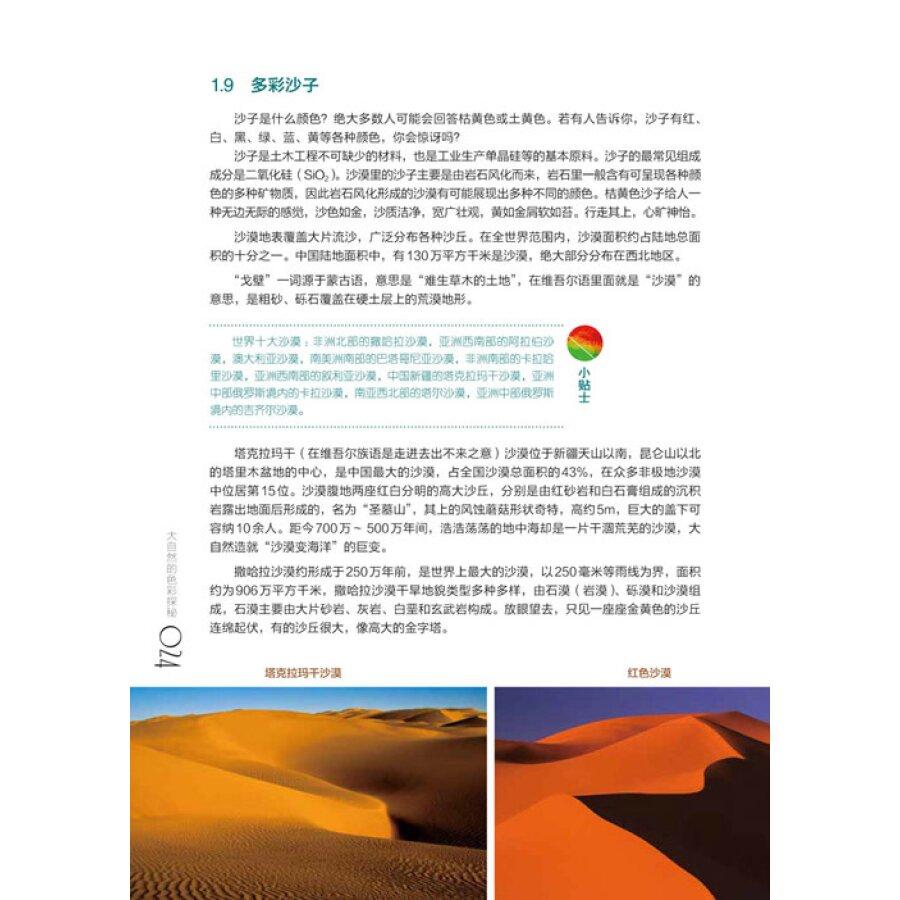 1.9 多彩沙子
沙子是什么颜色？绝大多数人可能会回答枯黄色或土黄色。若有人告诉你，沙子有红、
白、黑、绿、蓝、黄等各种颜色，你会惊讶吗？
沙子是土木工程不可缺少的材料，也是工业生产单晶硅等的基本原料。沙子的最常见组成
成分是二氧化硅（SiO₂）。沙漠里的沙子主要是由岩石风化而来，岩石里一般含有可呈现各种颜
色的多种矿物质，因此岩石风化形成的沙漠有可能展现出多种不同的颜色。桔黄色沙子给人一
种无边无际的感觉，沙色如金，沙质洁净，宽广壮观，黄如金屑软如苔。行走其上，心旷神怡。
沙漠地表覆盖大片流沙，广泛分布各种沙丘。在全世界范围内，沙漠面积约占陆地总面
积的十分之一。中国陆地面积中，有130万平方千米是沙漠，绝大部分分布在西北地区。
“戈壁”一词源于蒙古语，意思是“难生草木的土地”，在维吾尔语里面就是“沙漠”的
意思，是粗砂、砾石覆盖在硬土层上的荒漠地形。
世界十大沙漠：非洲北部的撒哈拉沙漠，亚洲西南部的阿拉伯沙
漠，澳大利亚沙漠，南美洲南部的巴塔哥尼亚沙漠，非洲南部的卡拉哈
里沙漠，亚洲西南部的叙利亚沙漠，中国新疆的塔克拉玛干沙漠，亚洲
中部俄罗斯境内的卡拉沙漠，南亚西北部的塔尔沙漠，亚洲中部俄罗斯
境内的吉齐尔沙漠。
小贴士
塔克拉玛干（在维吾尔族语是走进去出不来之意）沙漠位于新疆天山以南，昆仑山以北
的塔里木盆地的中心，是中国最大的沙漠，占全国沙漠总面积的43%，在众多非极地沙漠
中位居第15位。沙漠腹地两座红白分明的高大沙丘，分别是由红砂岩和白石膏组成的沉积
岩露出地面后形成的，名为“圣墓山”，其上的风蚀蘑菇形状奇特，高约5m，巨大的盖下可
容纳10余人。距今700万～500万年间，浩浩荡荡的地中海却是一片干涸荒芜的沙漠，大
自然造就“沙漠变海洋”的巨变。
撒哈拉沙漠约形成于250万年前，是世界上最大的沙漠，以250毫米等雨线为界，面积
约为906万平方千米。撒哈拉沙漠干旱地貌类型多种多样，由石漠（岩漠）、砾漠和沙漠组
成，石漠主要由大片砂岩、灰岩、白垩和玄武岩构成。放眼望去，只见一座座金黄色的沙丘
连绵起伏，有的沙丘很大，像高大的金字塔。
大自然的色彩探秘
024
塔克拉玛干沙漠
红色沙漠